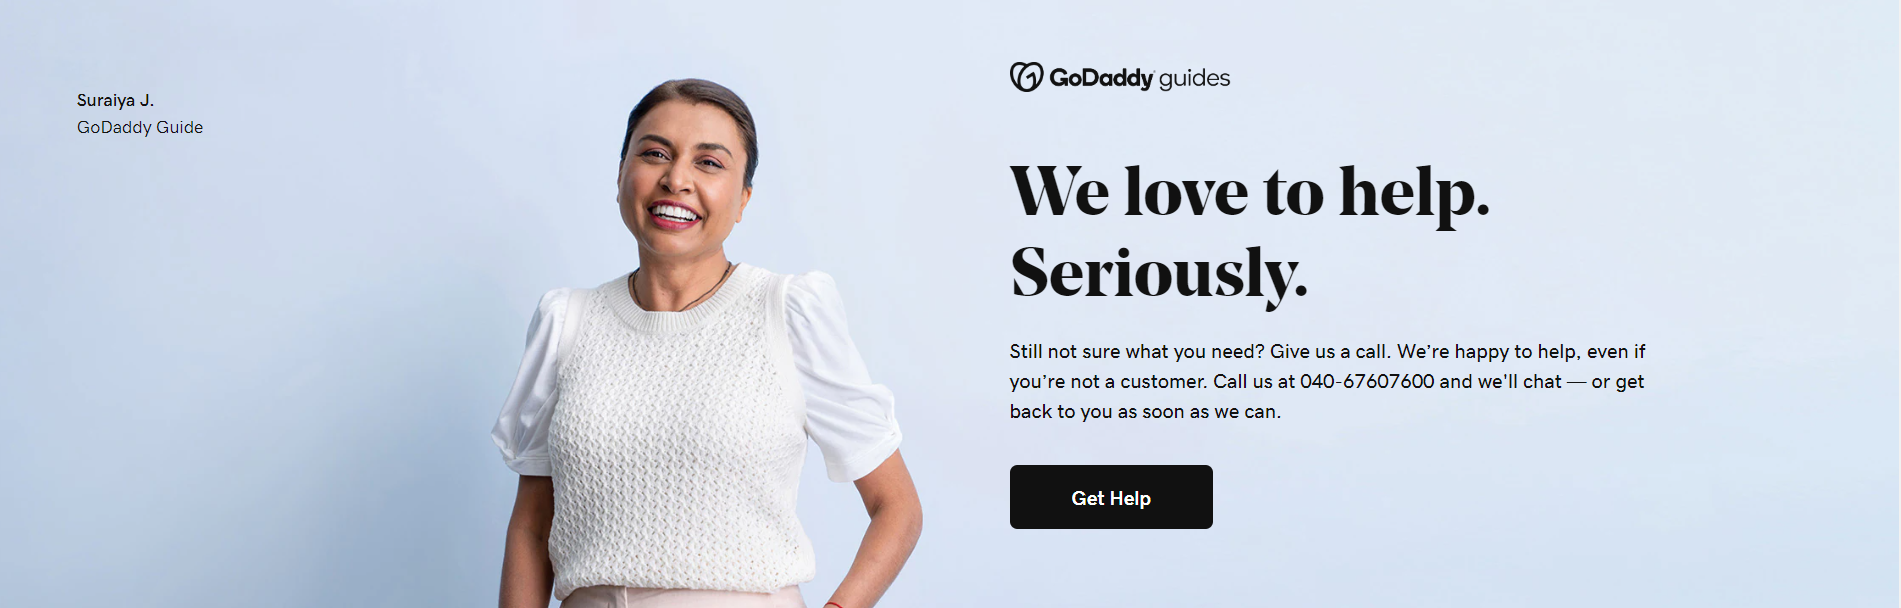 Suraiya J.
GoDaddy Guide
GoDaddy guides
We love to help.
Seriously.
Still not sure what you need? Give us a call. We’re happy to help, even if
you’re not a customer. Call us at 040-67607600 and we'll chat — or get
back to you as soon as we can.
Get Help